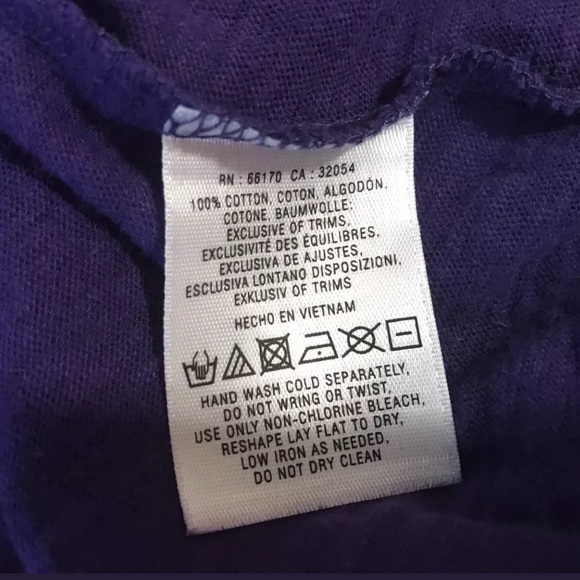 RN : 66170 CA : 32054
100% COTTON, COTON, ALGODÓN,
COTONE, BAUMWOLLE;
EXCLUSIVE OF TRIMS,
EXCLUSIVITÉ DES ÉQUILIBRES,
EXCLUSIVA DE AJUSTES,
ESCLUSIVA LONTANO DISPOSIZIONI,
EXKLUSIV OF TRIMS
HECHO EN VIETNAM
HAND WASH COLD SEPARATELY,
DO NOT WRING OR TWIST,
USE ONLY NON-CHLORINE BLEACH,
RESHAPE LAY FLAT TO DRY,
LOW IRON AS NEEDED,
DO NOT DRY CLEAN